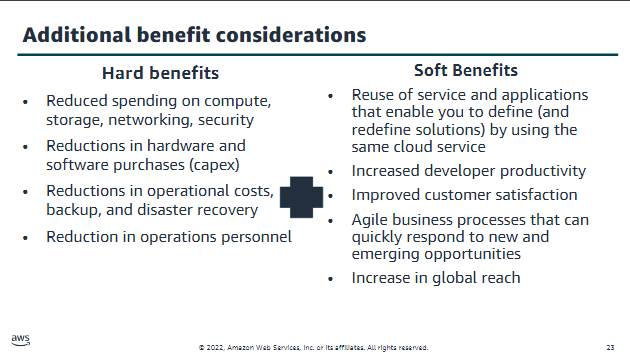 Additional benefit considerations
Hard benefits
• Reduced spending on compute,
storage, networking, security
• Reductions in hardware and
software purchases (capex)
• Reductions in operational costs,
backup, and disaster recovery
• Reduction in operations personnel
Soft Benefits
• Reuse of service and applications
that enable you to define (and
redefine solutions) by using the
same cloud service
• Increased developer productivity
• Improved customer satisfaction
• Agile business processes that can
quickly respond to new and
emerging opportunities
• Increase in global reach
aws
© 2022, Amazon Web Services, Inc. or its affiliates. All rights reserved.
23